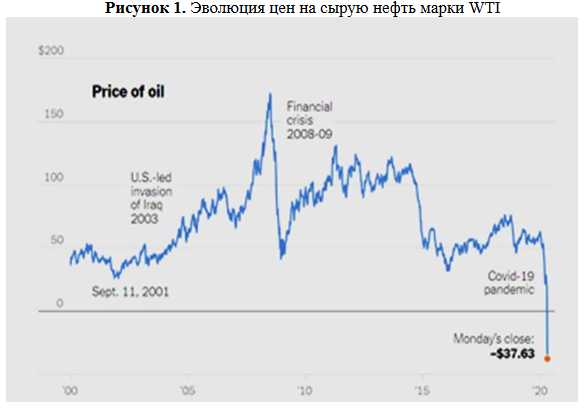 Рисунок 1. Эволюция цен на сырую нефть марки WTI
$200
Price of oil
150
Financial
crisis
2008-09
U.S.-led
invasion
of Iraq
2003
100
50
Sept. 11, 2001
Covid-19
pandemic
0
Monday's close:
–$37.63
'00
'05
'10
'15
'20